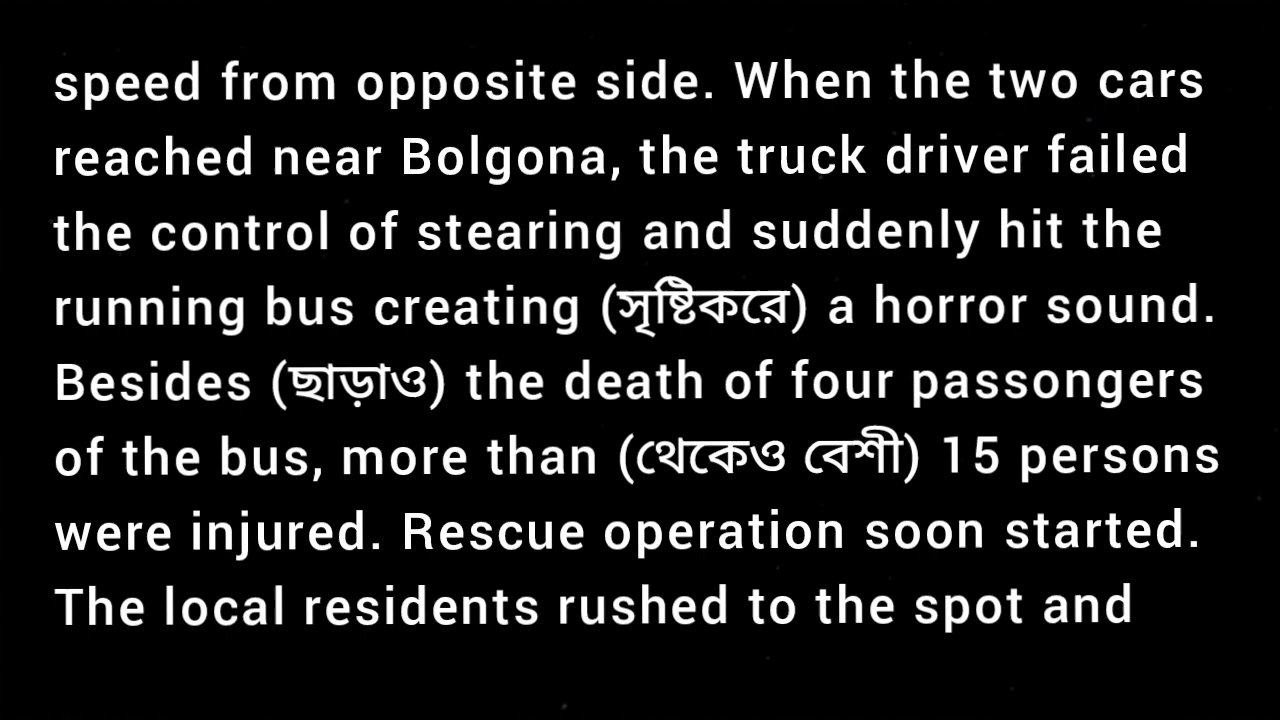 speed from opposite side. When the two cars
reached near Bolgona, the truck driver failed
the control of stearing and suddenly hit the
running bus creating (সৃষ্টিকরে) a horror sound.
Besides (ছাড়াও) the death of four passongers
of the bus, more than (থেকেও বেশী) 15 persons
were injured. Rescue operation soon started.
The local residents rushed to the spot and